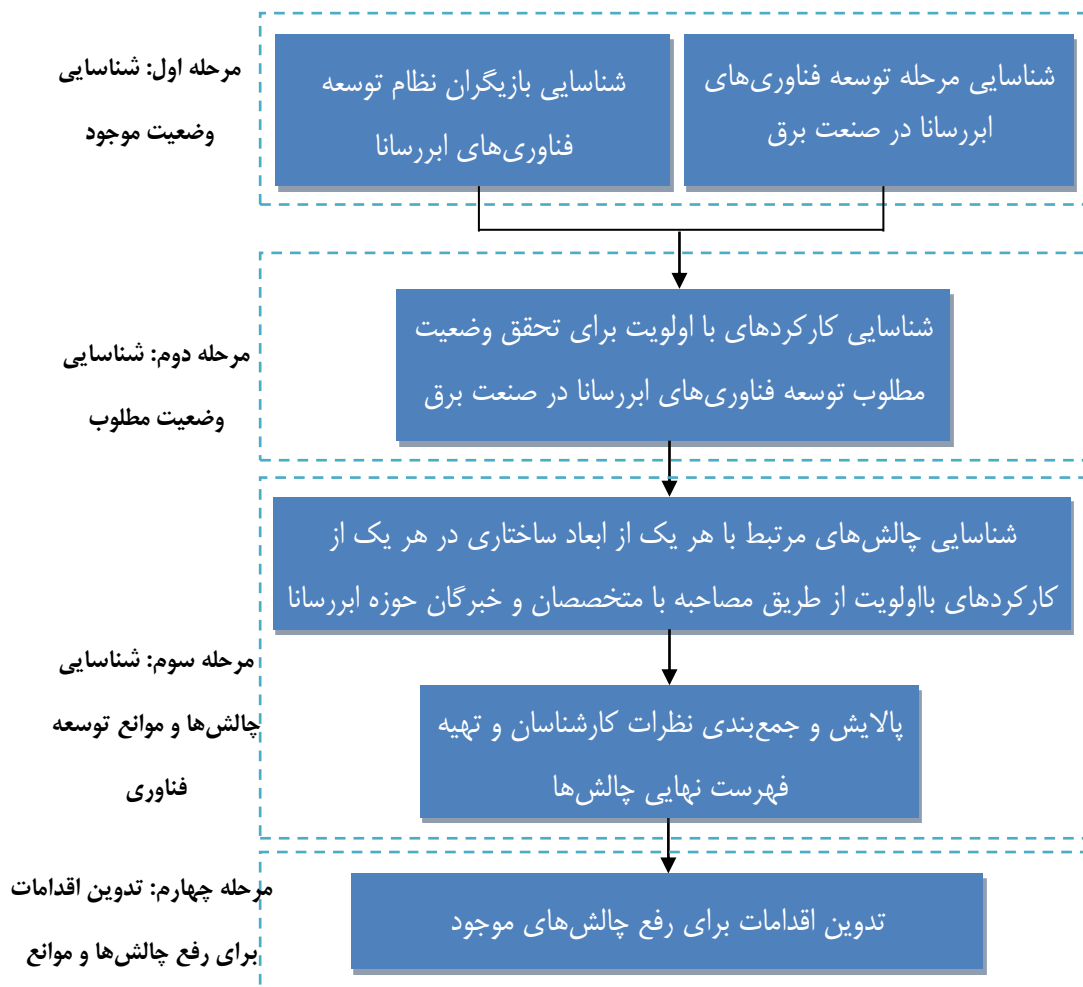 مرحله اول: شناسایی
وضعیت موجود
شناسایی مرحله توسعه فناوری‌های
ابررسانا در صنعت برق
شناسایی بازیگران نظام توسعه
فناوری‌های ابررسانا
مرحله دوم: شناسایی
وضعیت مطلوب
شناسایی کارکردهای با اولویت برای تحقق وضعیت
مطلوب توسعه فناوری‌های ابررسانا در صنعت برق
مرحله سوم: شناسایی
چالش‌ها و موانع توسعه
فناوری
شناسایی چالش‌های مرتبط با هر یک از ابعاد ساختاری در هر یک از
کارکردهای بااولویت از طریق مصاحبه با متخصصان و خبرگان حوزه ابررسانا
پالایش و جمع‌بندی نظرات کارشناسان و تهیه
فهرست نهایی چالش‌ها
مرحله چهارم: تدوین اقدامات
برای رفع چالش‌ها و موانع
تدوین اقدامات برای رفع چالش‌های موجود